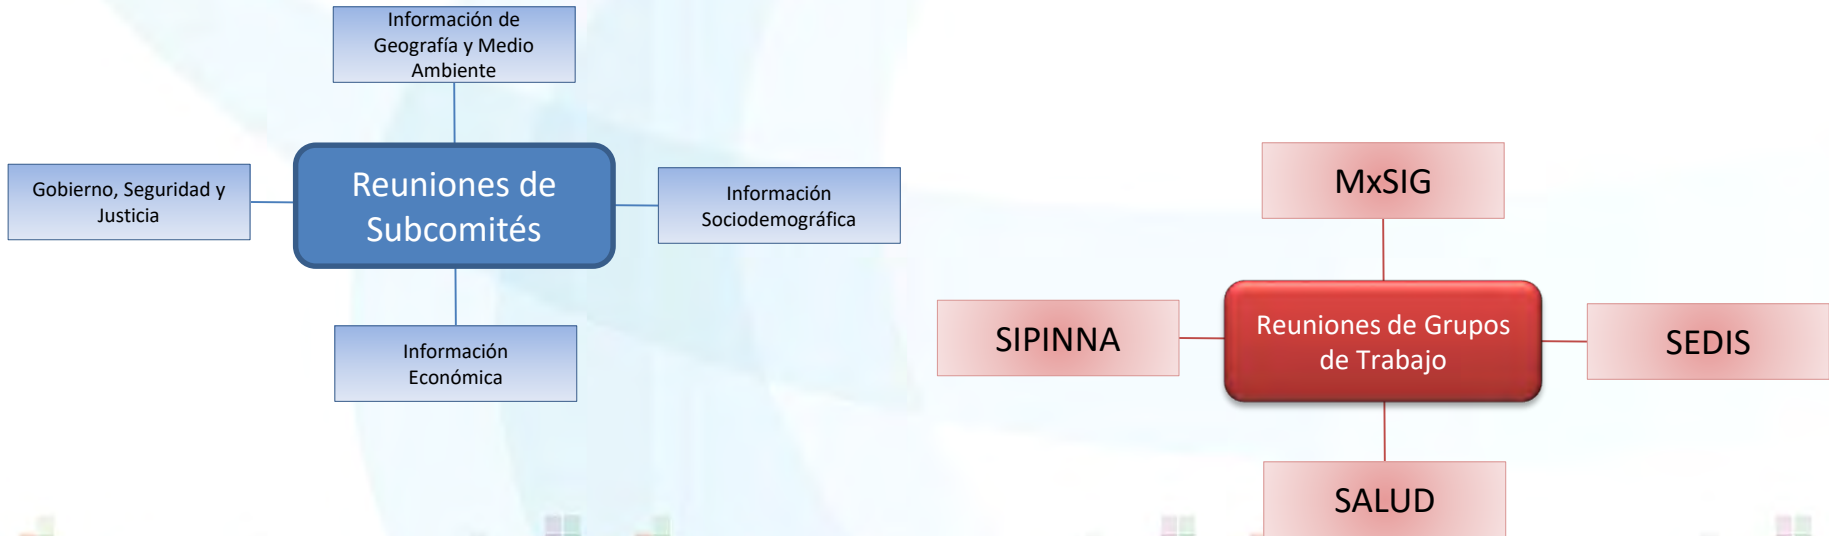 Información de
Geografía y Medio
Ambiente
Gobierno, Seguridad y
Justicia
Reuniones de
Subcomités
Información
Sociodemográfica
Información
Económica
MxSIG
SIPINNA
Reuniones de Grupos
de Trabajo
SEDIS
SALUD